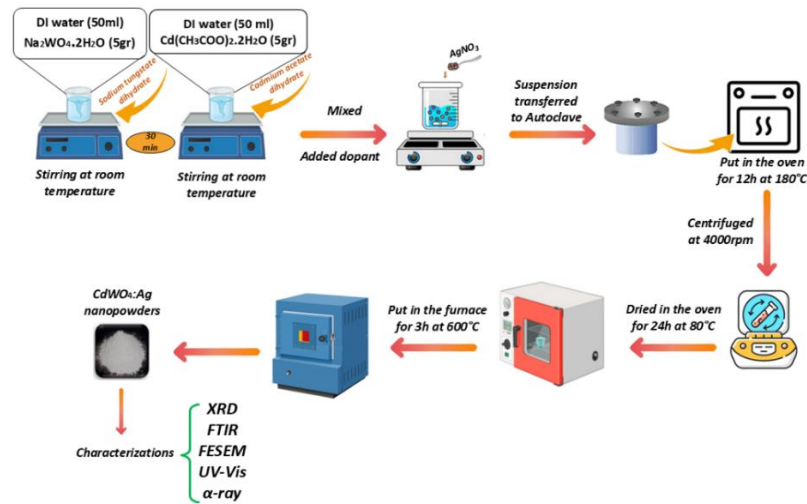 DI water (50ml)
Na₂WO₄.2H₂O (5gr)
DI water (50 ml)
Cd(CH3COO)₂.2H₂O (5gr)
Sodium tungstate
dihydrate
Cadmium acetate
dihydrate
30
min
Stirring at room
temperature
Stirring at room
temperature
Mixed
Added dopant
AgNO₃
Suspension
transferred
to Autoclave
Put in the oven
for 12h at 180°C
Centrifuged
at 4000rpm
Dried in the oven
for 24h at 80°C
Put in the furnace
for 3h at 600°C
CdWO₄:Ag
nanopowders
Characterizations
XRD
FTIR
FESEM
UV-Vis
α-ray